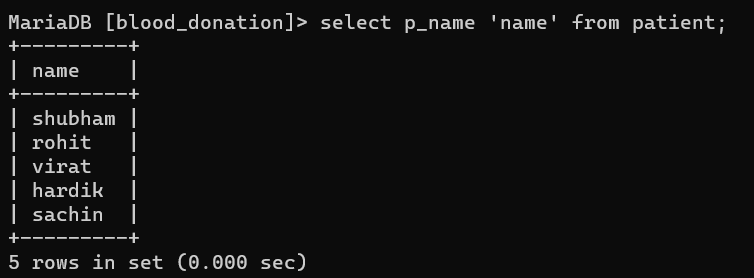 MariaDB [blood_donation]> select p_name 'name' from patient;
+---------+
| name    |
+---------+
| shubham |
| rohit   |
| virat   |
| hardik  |
| sachin  |
+---------+
5 rows in set (0.000 sec)